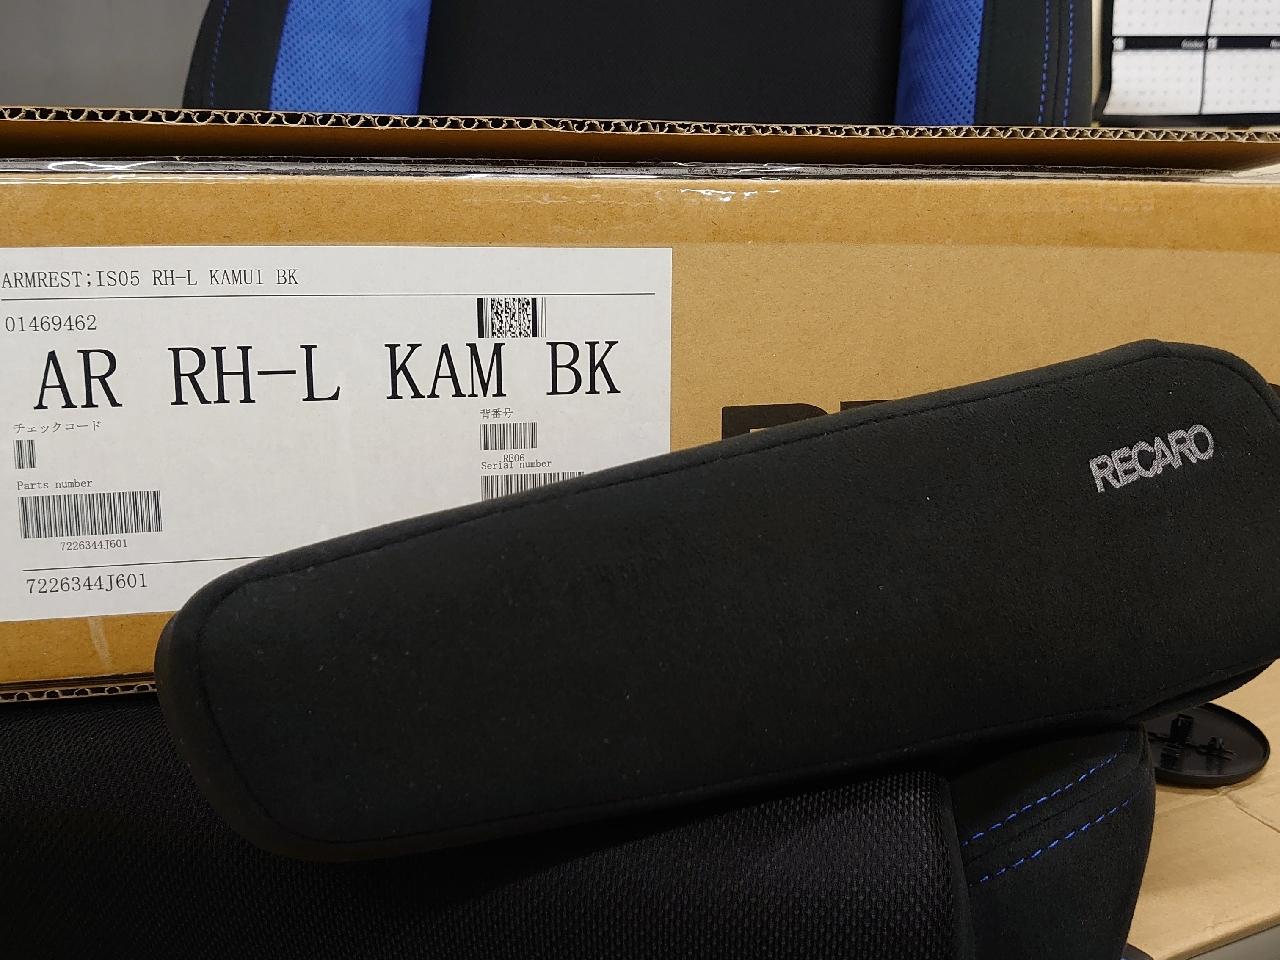 ARMREST;IS05 RH-L KAMUI BK
01469462
AR RH-L KAM BK
チェックコード
背番号
RE06
Parts number
Serial number
7226344J601
7226344J601
RECARO